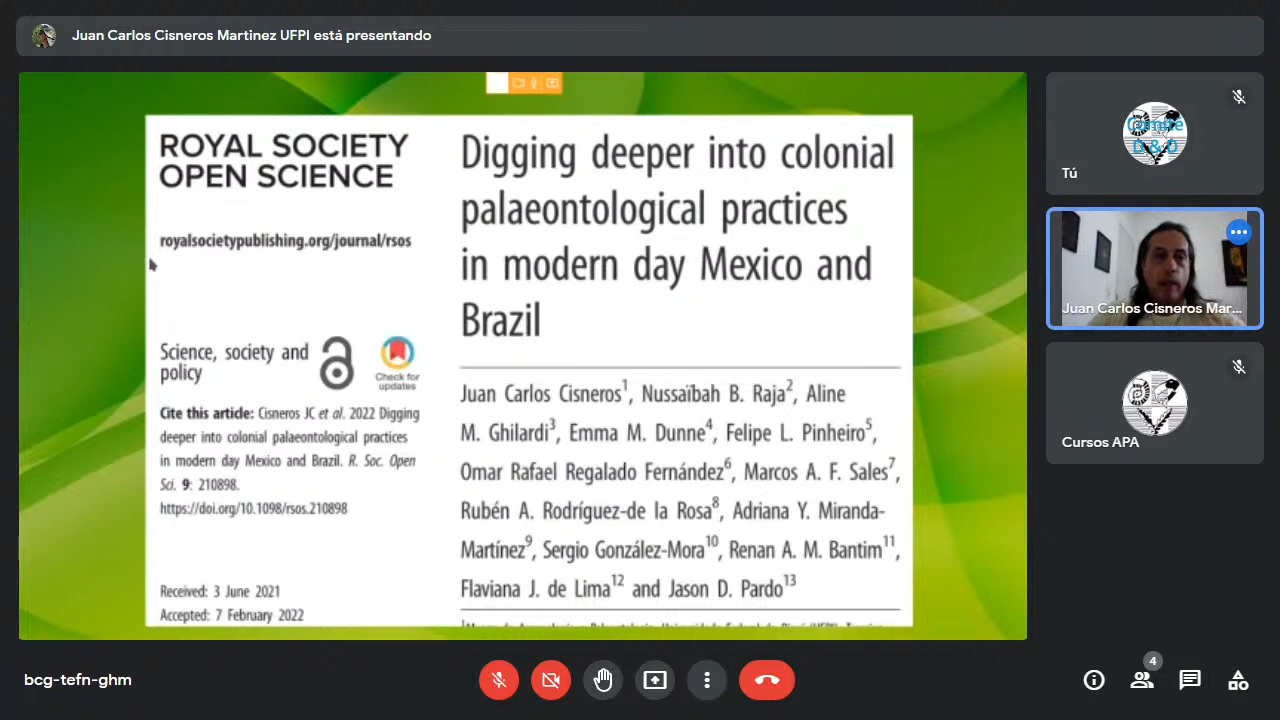 Juan Carlos Cisneros Martinez UFPI está presentando
ROYAL SOCIETY
OPEN SCIENCE
royalsocietypublishing.org/journal/rsos
Science, society and
policy
Check for
updates
Cite this article: Cisneros JC et al. 2022 Digging
deeper into colonial palaeontological practices
in modern day Mexico and Brazil. R. Soc. Open
Sci. 9: 210898.
https://doi.org/10.1098/rsos.210898
Received: 3 June 2021
Accepted: 7 February 2022
Digging deeper into colonial
palaeontological practices
in modern day Mexico and
Brazil
Juan Carlos Cisneros1, Nussaïbah B. Raja2, Aline
M. Ghilardi3, Emma M. Dunne4, Felipe L. Pinheiro5,
Omar Rafael Regalado Fernández6, Marcos A. F. Sales7,
Rubén A. Rodríguez-de la Rosa8, Adriana Y. Miranda-
Martínez9, Sergio González-Mora10, Renan A. M. Bantim11,
Flaviana J. de Lima12 and Jason D. Pardo13
Comité
D & D
Tú
Juan Carlos Cisneros Mar...
Cursos APA
bcg-tefn-ghm
4